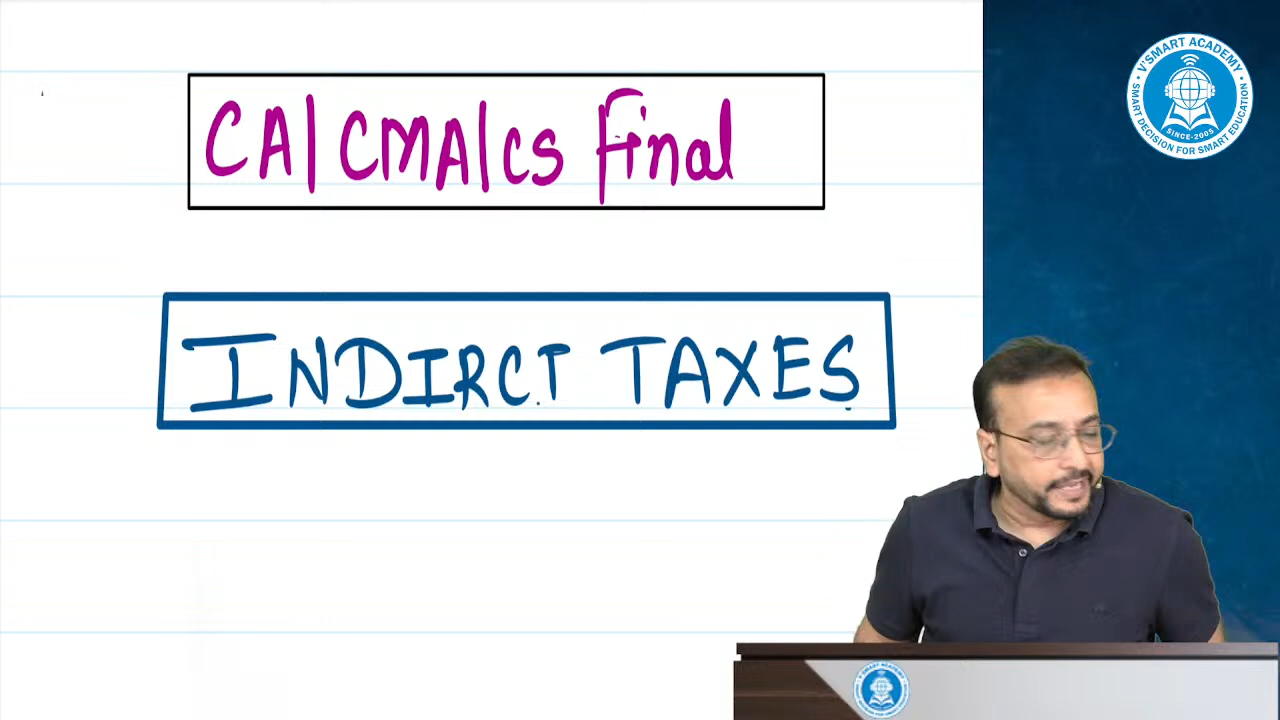 CA|CMA|CS Final
INDIRCT TAXES
V'SMART ACADEMY
SINCE-2005
SMART DECISION FOR SMART EDUCATION